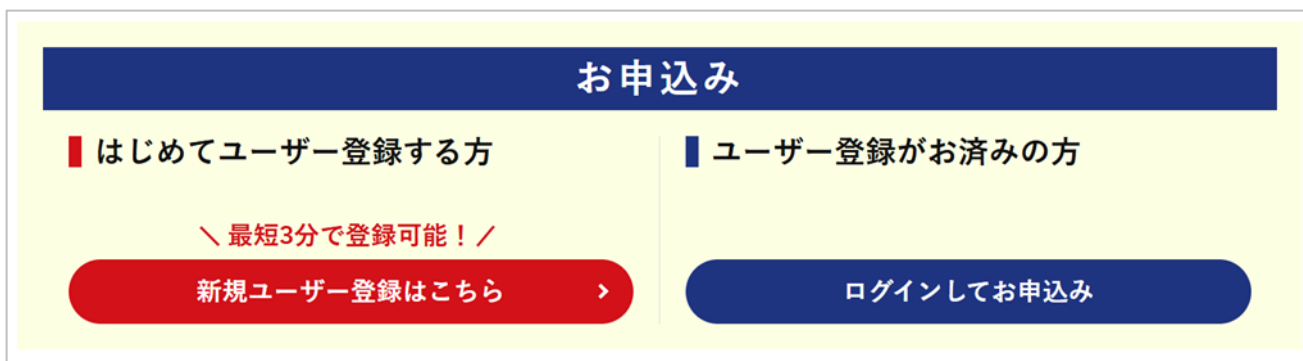 お申込み
はじめてユーザー登録する方
＼ 最短3分で登録可能！／
新規ユーザー登録はこちら
ユーザー登録がお済みの方
ログインしてお申込み